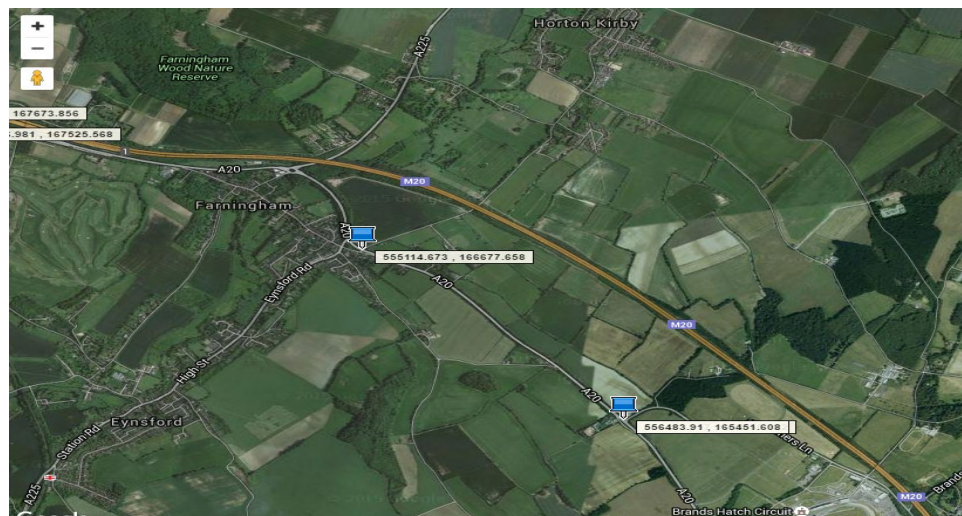 +
−
Horton Kirby
A225
Farningham
Wood Nature
Reserve
167673.856
.981 , 167525.568
1
A20
M20
Farningham
A20
555114.673 , 166677.658
Eynsford Rd
A20
M20
High St
A20
Eynsford
556483.91 , 165451.608
Station Rd
A225
A20
M20
Brands Hatch Circuit
Brands